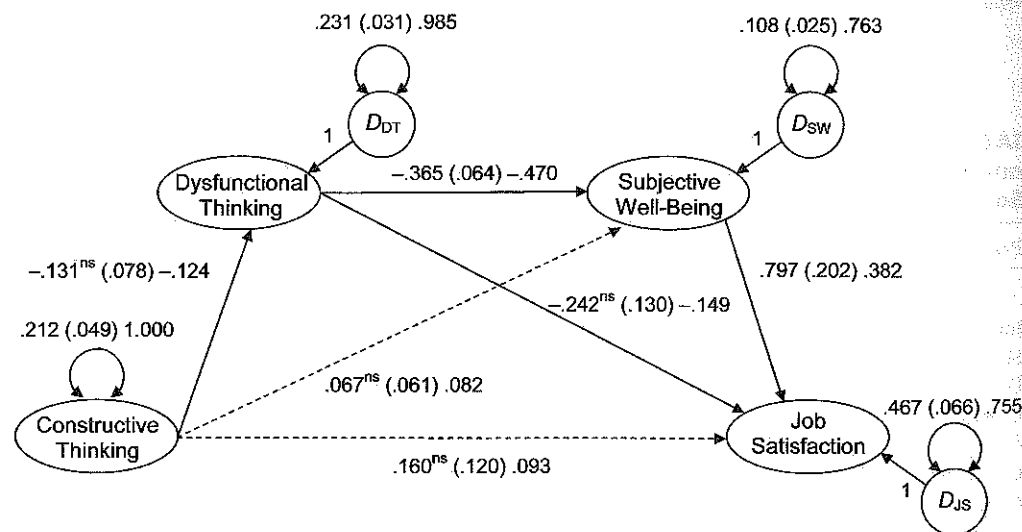 .231 (.031) .985
.108 (.025) .763
D_DT
D_SW
1
1
Dysfunctional
Thinking
–.365 (.064) –.470
Subjective
Well-Being
–.131^ns (.078) –.124
.797 (.202) .382
–.242^ns (.130) –.149
.212 (.049) 1.000
.067^ns (.061) .082
Constructive
Thinking
.160^ns (.120) .093
Job
Satisfaction
.467 (.066) .755
1
D_JS